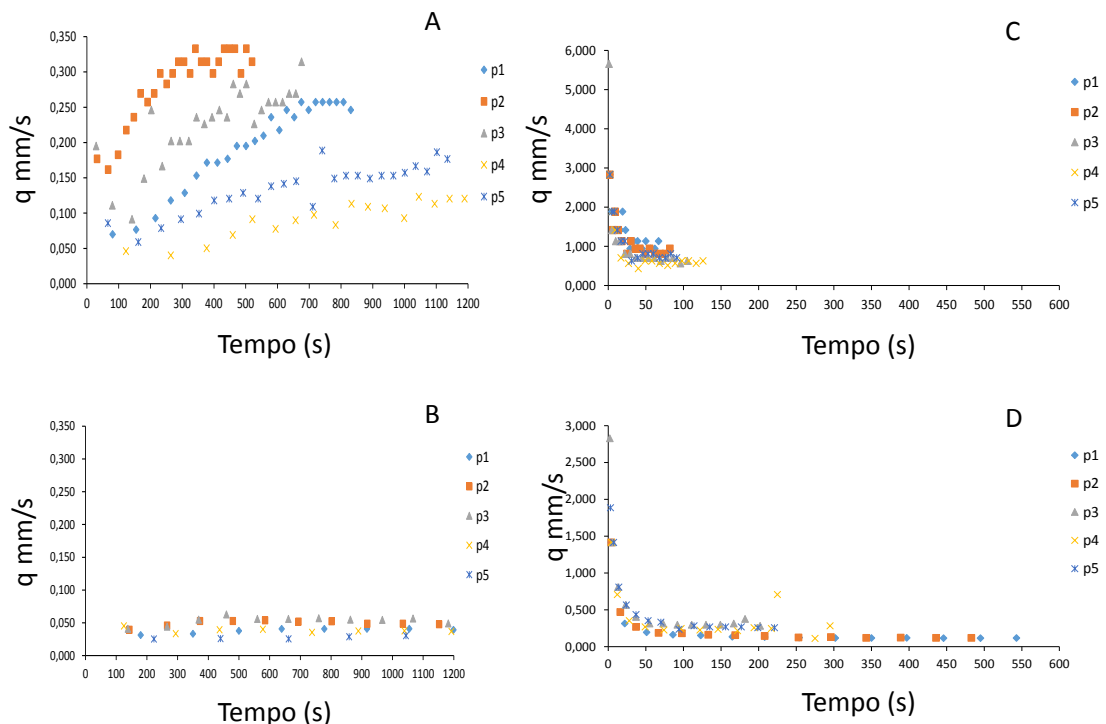 A
q mm/s
0,350
0,300
0,250
0,200
0,150
0,100
0,050
0,000
0 100 200 300 400 500 600 700 800 900 1000 1100 1200
Tempo (s)
p1
p2
p3
p4
p5
C
q mm/s
6,000
5,000
4,000
3,000
2,000
1,000
0,000
0 50 100 150 200 250 300 350 400 450 500 550 600
Tempo (s)
p1
p2
p3
p4
p5
B
q mm/s
0,350
0,300
0,250
0,200
0,150
0,100
0,050
0,000
0 100 200 300 400 500 600 700 800 900 1000 1100 1200
Tempo (s)
p1
p2
p3
p4
p5
D
q mm/s
3,000
2,500
2,000
1,500
1,000
0,500
0,000
0 50 100 150 200 250 300 350 400 450 500 550 600
Tempo (s)
p1
p2
p3
p4
p5